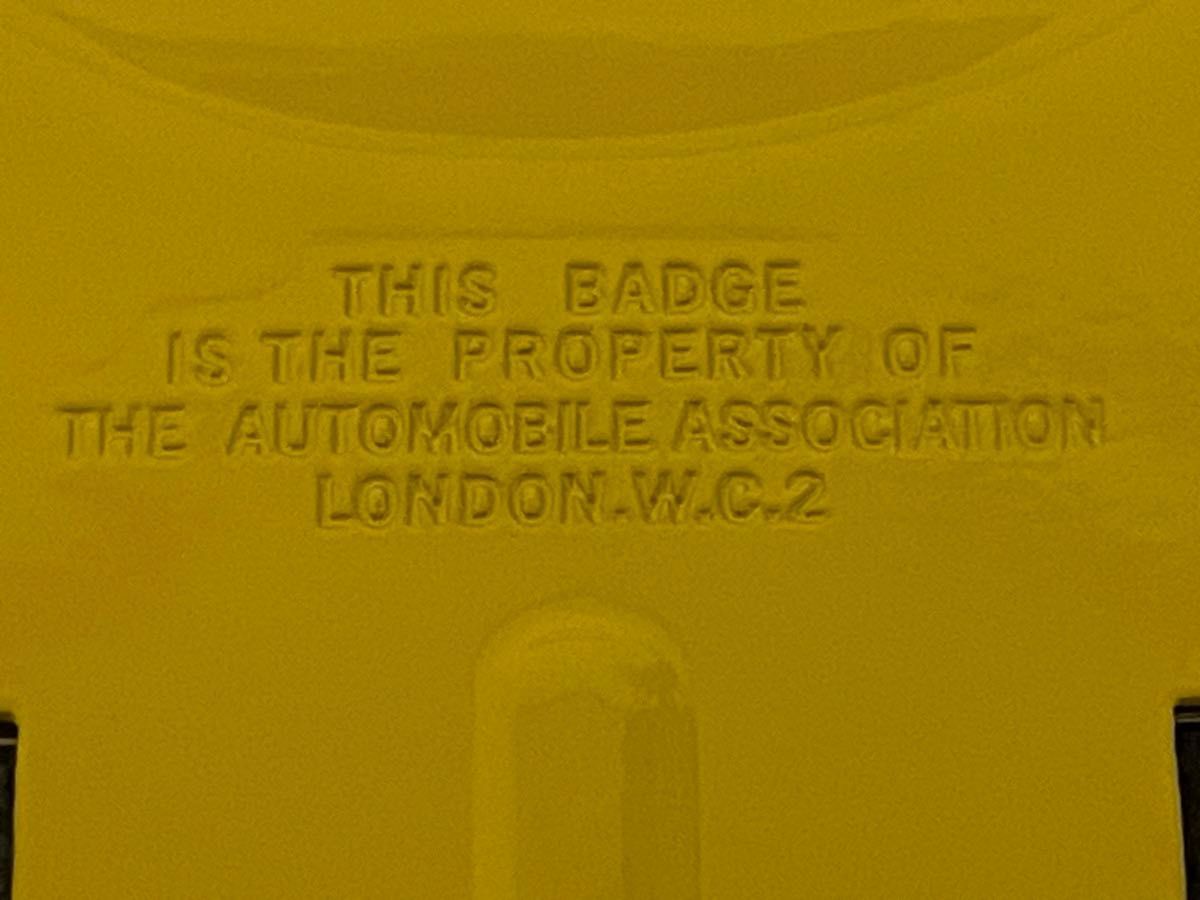 THIS BADGE
IS THE PROPERTY OF
THE AUTOMOBILE ASSOCIATION
LONDON.W.C.2